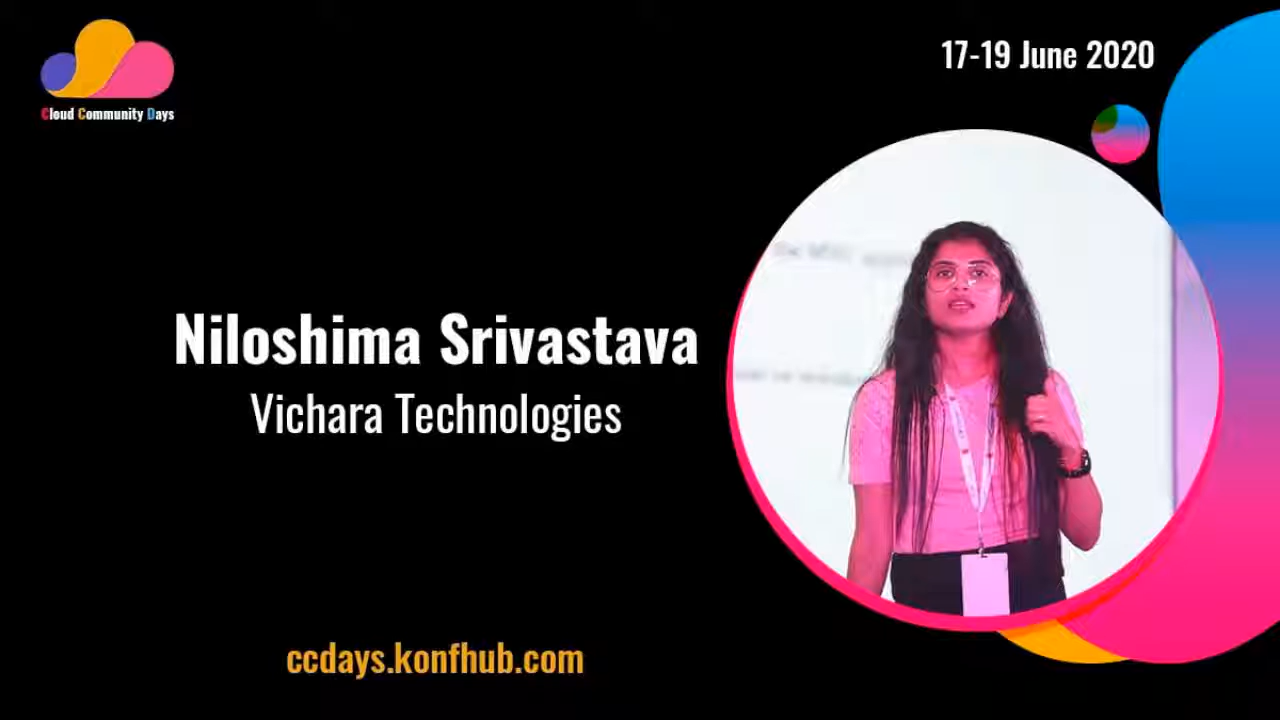 Cloud Community Days
17-19 June 2020
Niloshima Srivastava
Vichara Technologies
ccdays.konfhub.com